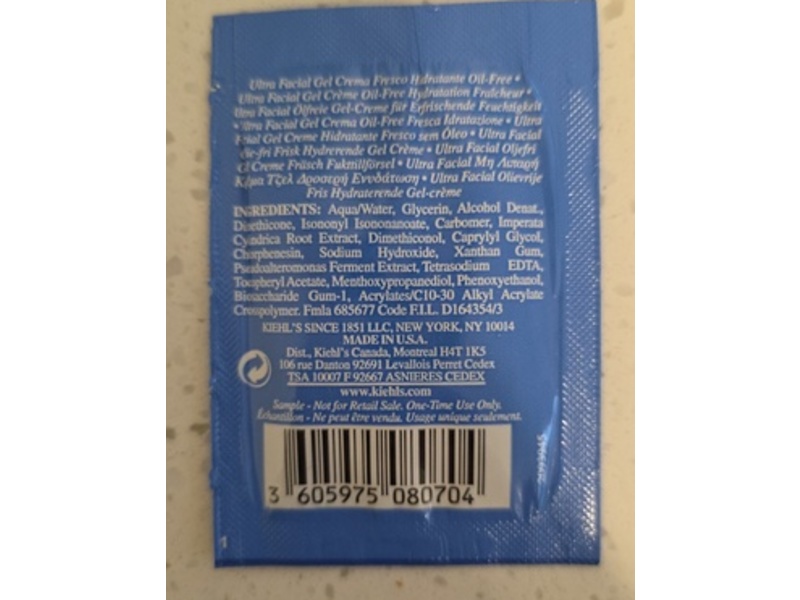 Ultra Facial Gel Crema Fresco Hidratante Oil-Free •
Ultra Facial Gel Crème Oil-Free Hydratation Fraîcheur •
Ultra Facial Ölfreie Gel-Creme für Erfrischende Feuchtigkeit
• Ultra Facial Gel Crema Oil-Free Fresca Idratazione • Ultra
Facial Gel Creme Hidratante Fresco sem Óleo • Ultra Facial
Olie-fri Frisk Hydrerende Gel Crème • Ultra Facial Oljefri
Gel Creme Fräsch Fukttillförsel • Ultra Facial Μη Λιπαρή
Κρέμα Τζελ Δροσερή Ενυδάτωση • Ultra Facial Olievrije
Fris Hydraterende Gel-crème
INGREDIENTS: Aqua/Water, Glycerin, Alcohol Denat.,
Dimethicone, Isononyl Isononanoate, Carbomer, Imperata
Cylindrica Root Extract, Dimethiconol, Caprylyl Glycol,
Chlorphenesin, Sodium Hydroxide, Xanthan Gum,
Pseudoalteromonas Ferment Extract, Tetrasodium EDTA,
Tocopheryl Acetate, Menthoxypropanediol, Phenoxyethanol,
Biosaccharide Gum-1, Acrylates/C10-30 Alkyl Acrylate
Crosspolymer. Fmla 685677 Code F.I.L. D164354/3
KIEHL'S SINCE 1851 LLC, NEW YORK, NY 10014
MADE IN U.S.A.
Dist., Kiehl's Canada, Montreal H4T 1K5
106 rue Danton 92691 Levallois Perret Cedex
TSA 10007 F 92667 ASNIERES CEDEX
www.kiehls.com
Sample - Not for Retail Sale. One-Time Use Only.
Échantillon - Ne peut être vendu. Usage unique seulement.
3 605975 080704